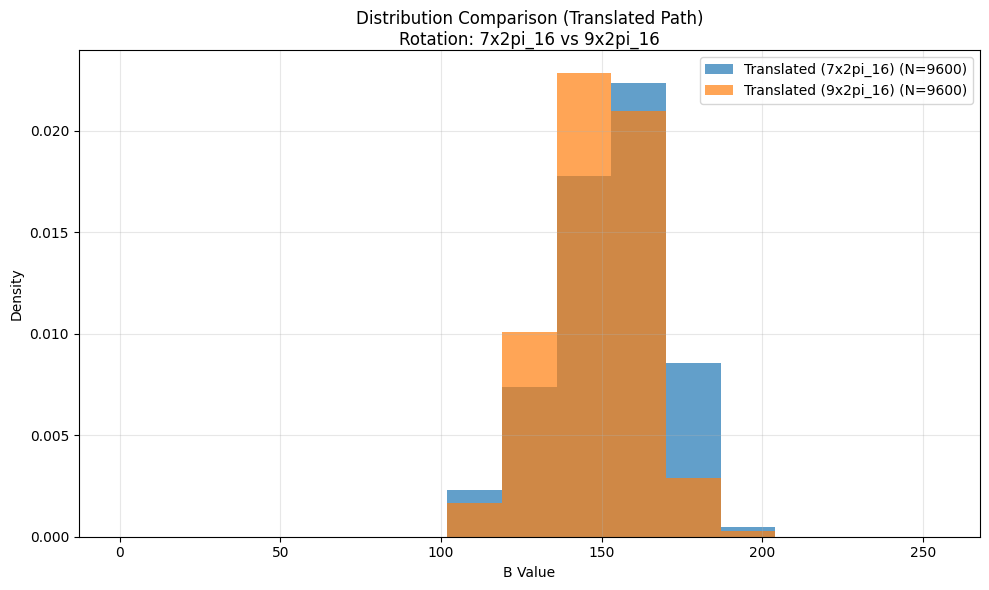 Distribution Comparison (Translated Path)
Rotation: 7x2pi_16 vs 9x2pi_16
Translated (7x2pi_16) (N=9600)
Translated (9x2pi_16) (N=9600)
Density
0.020
0.015
0.010
0.005
0.000
0 50 100 150 200 250
B Value